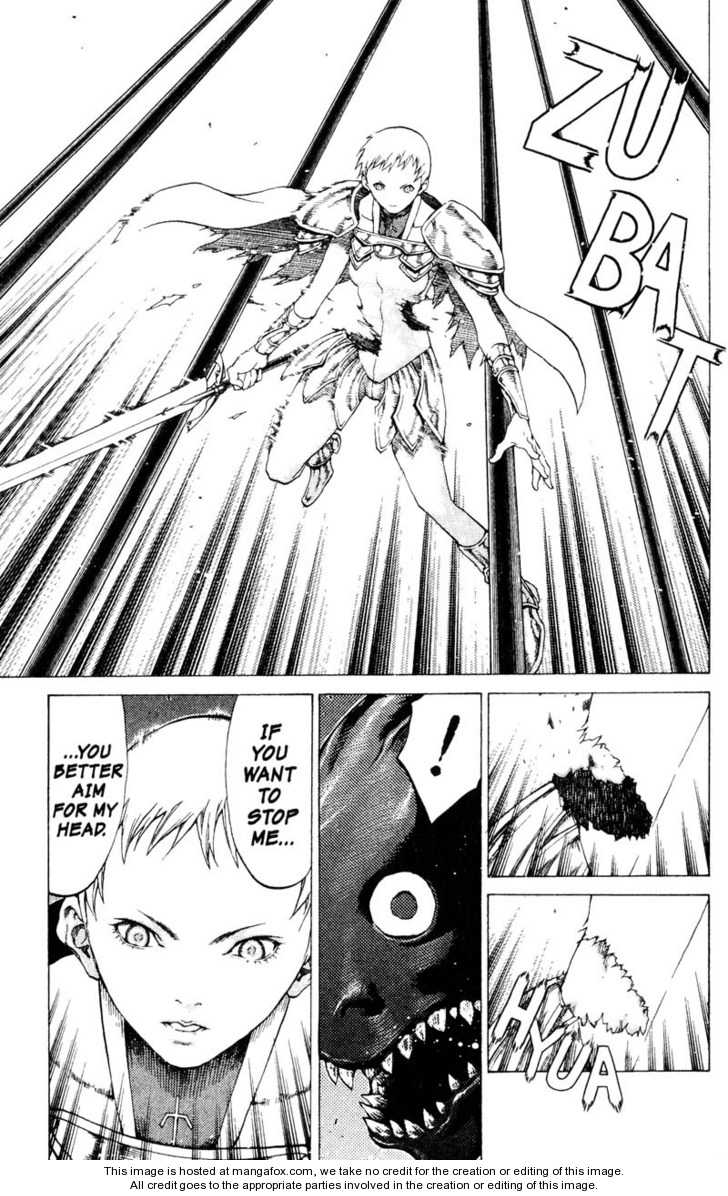 ZU
BA
T
!
HYUA
IF
YOU
WANT
TO
STOP
ME...
...YOU
BETTER
AIM
FOR MY
HEAD.
This image is hosted at mangafox.com, we take no credit for the creation or editing of this image.
All credit goes to the appropriate parties involved in the creation or editing of this image.